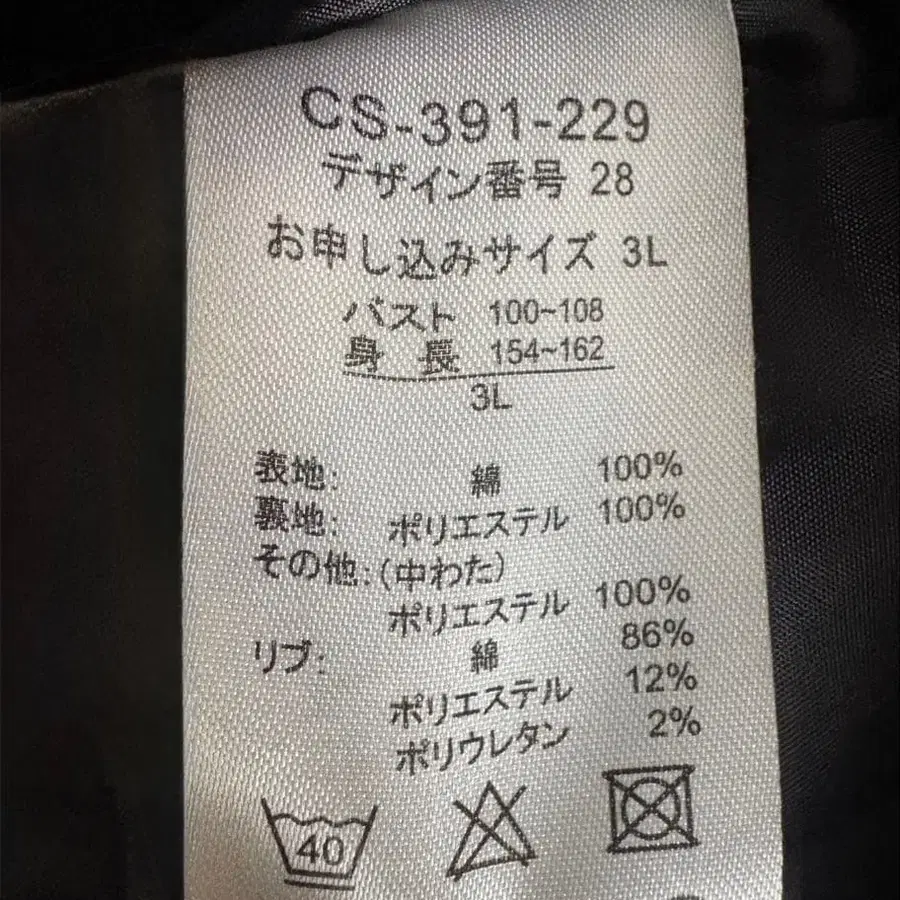 CS-391-229
デザイン番号 28
お申し込みサイズ 3L
バスト 100~108
身 長 154~162
3L
表地: 綿 100%
裏地: ポリエステル 100%
その他:(中わた)
ポリエステル 100%
リブ: 綿 86%
ポリエステル 12%
ポリウレタン 2%
40